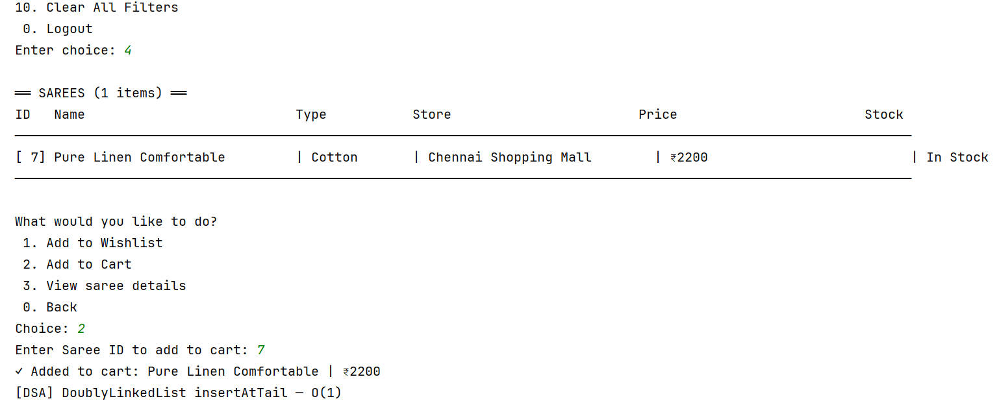 10. Clear All Filters
0. Logout
Enter choice: 4
══ SAREES (1 items) ══
ID   Name                           Type           Store                        Price                        Stock
[ 7] Pure Linen Comfortable         | Cotton       | Chennai Shopping Mall        | ₹2200                          | In Stock
What would you like to do?
1. Add to Wishlist
2. Add to Cart
3. View saree details
0. Back
Choice: 2
Enter Saree ID to add to cart: 7
✓ Added to cart: Pure Linen Comfortable | ₹2200
[DSA] DoublyLinkedList insertAtTail — O(1)